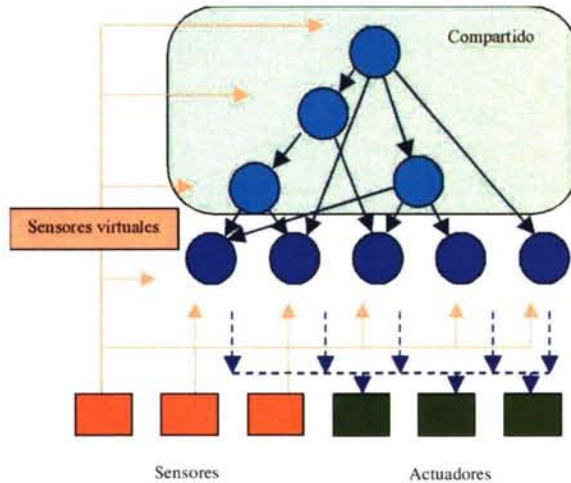 Compartido
Sensores virtuales
Sensores
Actuadores